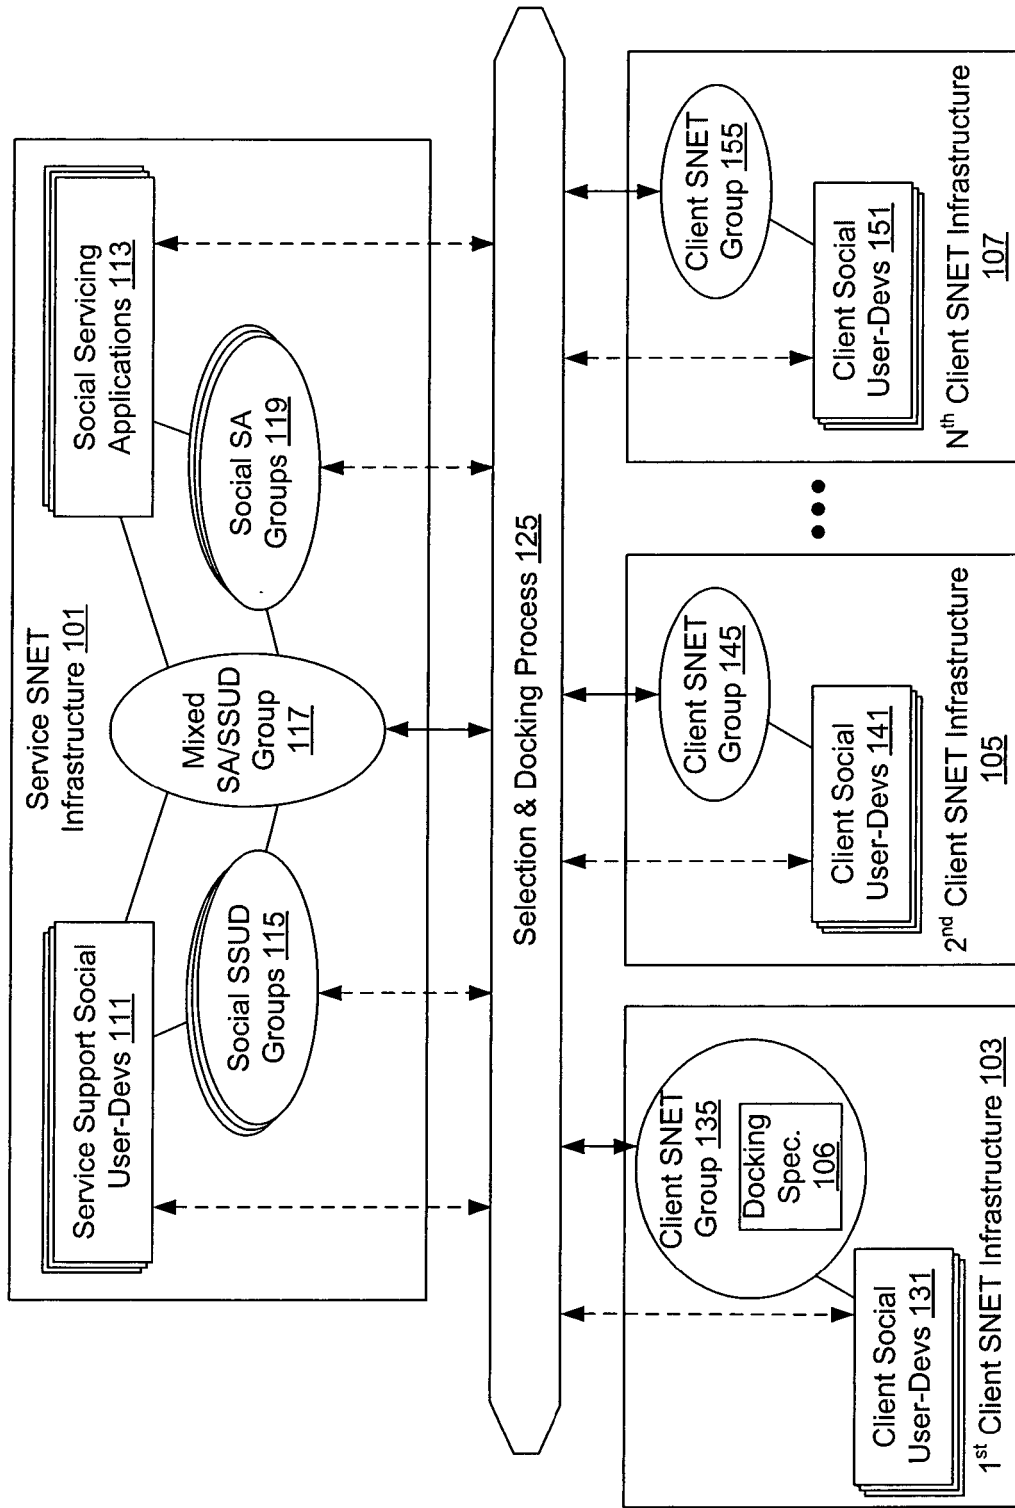 Service SNET
Infrastructure 101
Service Support Social
User-Devs 111
Social Servicing
Applications 113
Mixed
SA/SSUD
Group
117
Social SSUD
Groups 115
Social SA
Groups 119
Selection & Docking Process 125
Client SNET
Group 135
Docking
Spec.
106
Client Social
User-Devs 131
1st Client SNET Infrastructure 103
Client SNET
Group 145
Client Social
User-Devs 141
2nd Client SNET Infrastructure
105
Client SNET
Group 155
Client Social
User-Devs 151
Nth Client SNET Infrastructure
107